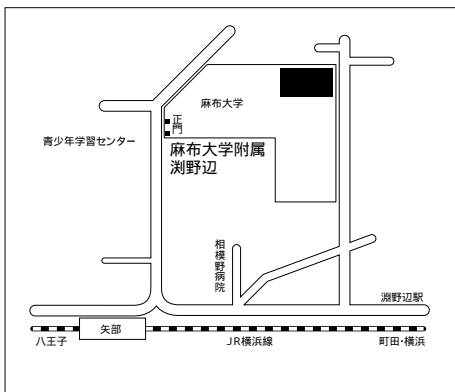 麻布大学
正門
青少年学習センター
麻布大学附属
渕野辺
相模野病院
淵野辺駅
矢部
八王子
JR横浜線
町田・横浜